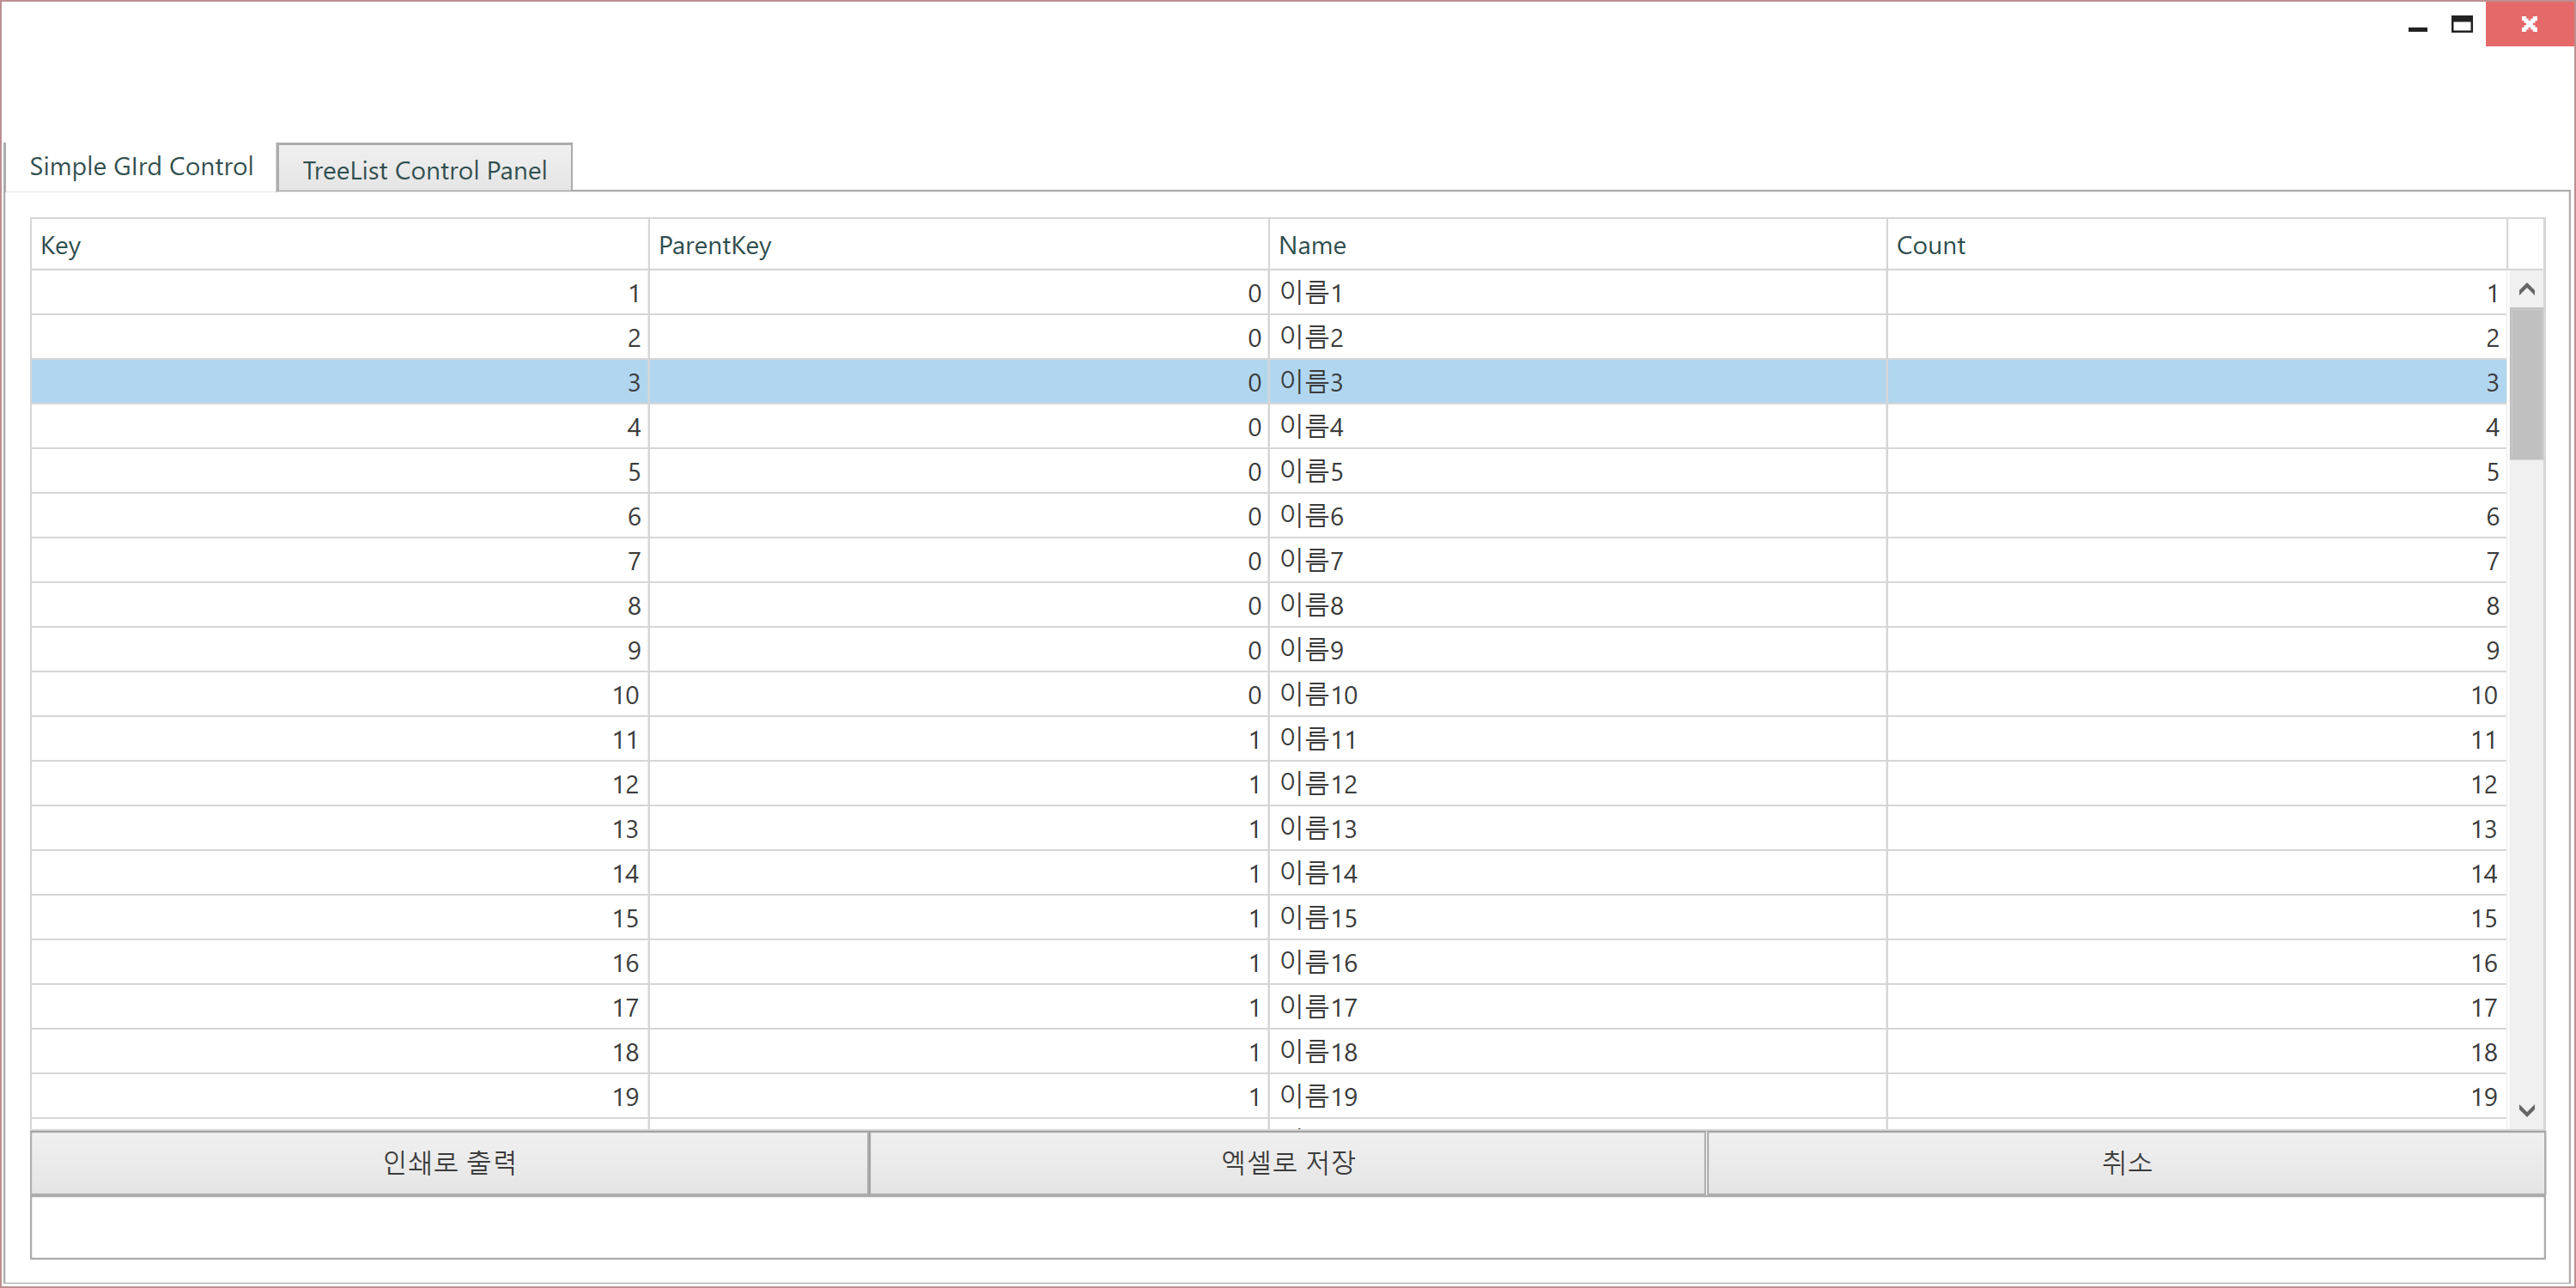 Simple GIrd Control TreeList Control Panel
Key ParentKey Name Count
1 0 이름1 1
2 0 이름2 2
3 0 이름3 3
4 0 이름4 4
5 0 이름5 5
6 0 이름6 6
7 0 이름7 7
8 0 이름8 8
9 0 이름9 9
10 0 이름10 10
11 1 이름11 11
12 1 이름12 12
13 1 이름13 13
14 1 이름14 14
15 1 이름15 15
16 1 이름16 16
17 1 이름17 17
18 1 이름18 18
19 1 이름19 19
인쇄로 출력 엑셀로 저장 취소